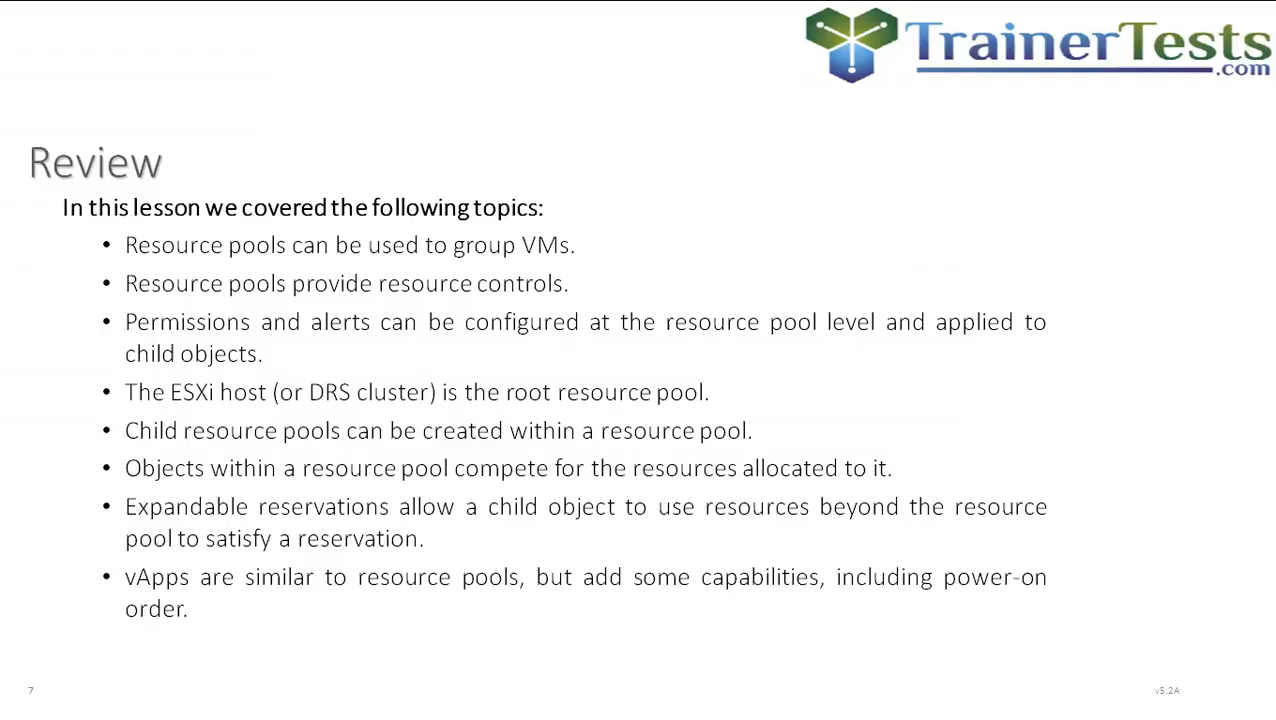 TrainerTests
.com
Review
In this lesson we covered the following topics:
• Resource pools can be used to group VMs.
• Resource pools provide resource controls.
• Permissions and alerts can be configured at the resource pool level and applied to
child objects.
• The ESXi host (or DRS cluster) is the root resource pool.
• Child resource pools can be created within a resource pool.
• Objects within a resource pool compete for the resources allocated to it.
• Expandable reservations allow a child object to use resources beyond the resource
pool to satisfy a reservation.
• vApps are similar to resource pools, but add some capabilities, including power-on
order.
7
v5.2A